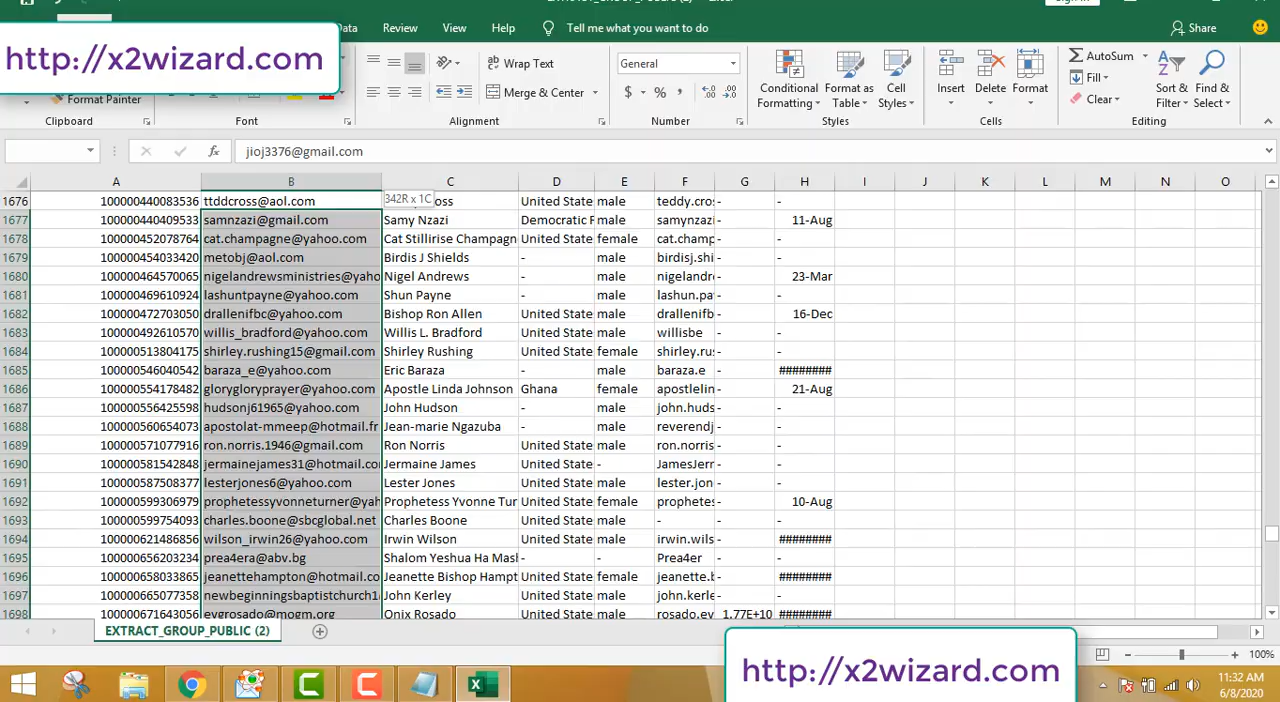 Data Review View Help Tell me what you want to do Share
http://x2wizard.com
Format Painter
Wrap Text General AutoSum
Merge & Center $ % , Fill
Clear
Conditional Formatting Format as Table Cell Styles Insert Delete Format Sort & Filter Find & Select
Clipboard Font Alignment Number Styles Cells Editing
fx jioj3376@gmail.com
A B C D E F G H I J K L M N O
342R x 1C
1676 100000440083536 ttddcross@aol.com United State male teddy.cros - -
1677 100000440409533 samnzazi@gmail.com Samy Nzazi Democratic R male samynzazi - 11-Aug
1678 100000452078764 cat.champagne@yahoo.com Cat Stillirise Champagn United State female cat.champ - -
1679 100000454033420 metobj@aol.com Birdis J Shields - male birdisj.shi - -
1680 100000464570065 nigelandrewsministries@yaho Nigel Andrews - male nigelandr - 23-Mar
1681 100000469610924 lashuntpayne@yahoo.com Shun Payne - male lashun.pa - -
1682 100000472703050 drallenifbc@yahoo.com Bishop Ron Allen United State male drallenifb - 16-Dec
1683 100000492610570 willis_bradford@yahoo.com Willis L. Bradford United State male willisbe - -
1684 100000513804175 shirley.rushing15@gmail.com Shirley Rushing United State female shirley.rus - -
1685 100000546040542 baraza_e@yahoo.com Eric Baraza - male baraza.e - ########
1686 100000554178482 glorygloryprayer@yahoo.com Apostle Linda Johnson Ghana female apostlelin - 21-Aug
1687 100000556425598 hudsonj61965@yahoo.com John Hudson - male john.huds - -
1688 100000560654073 apostolat-mmeep@hotmail.fr Jean-marie Ngazuba - male reverendj - -
1689 100000571077916 ron.norris.1946@gmail.com Ron Norris United State male ron.norris - -
1690 100000581542848 jermainejames31@hotmail.co Jermaine James United State - JamesJerr - -
1691 100000587508377 lesterjones6@yahoo.com Lester Jones United State male lester.jon - -
1692 100000599306979 prophetessyvonneturner@yah Prophetess Yvonne Tur United State female prophetes - 10-Aug
1693 100000599754093 charles.boone@sbcglobal.net Charles Boone United State male - - -
1694 100000621486856 wilson_irwin26@yahoo.com Irwin Wilson United State male irwin.wils - ########
1695 100000656203234 prea4era@abv.bg Shalom Yeshua Ha Mash - - Prea4er - -
1696 100000658033865 jeanettehampton@hotmail.co Jeanette Bishop Hampt United State female jeanette.b - ########
1697 100000665077358 newbeginningsbaptistchurch1 John Kerley United State male john.kerle - -
1698 100000671643056 evgrosado@mogm.org Onix Rosado United State male rosado.ev 1.77E+10 ########
EXTRACT_GROUP_PUBLIC (2)
100%
http://x2wizard.com
11:32 AM
6/8/2020